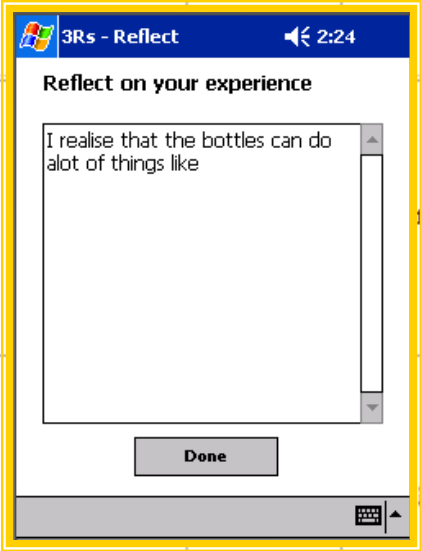 3Rs - Reflect 2:24
Reflect on your experience
I realise that the bottles can do
alot of things like
Done